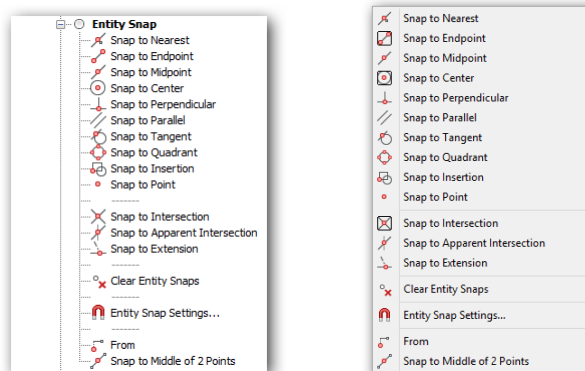 Entity Snap
Snap to Nearest
Snap to Endpoint
Snap to Midpoint
Snap to Center
Snap to Perpendicular
Snap to Parallel
Snap to Tangent
Snap to Quadrant
Snap to Insertion
Snap to Point
Snap to Intersection
Snap to Apparent Intersection
Snap to Extension
Clear Entity Snaps
Entity Snap Settings...
From
Snap to Middle of 2 Points
Snap to Nearest
Snap to Endpoint
Snap to Midpoint
Snap to Center
Snap to Perpendicular
Snap to Parallel
Snap to Tangent
Snap to Quadrant
Snap to Insertion
Snap to Point
Snap to Intersection
Snap to Apparent Intersection
Snap to Extension
Clear Entity Snaps
Entity Snap Settings...
From
Snap to Middle of 2 Points